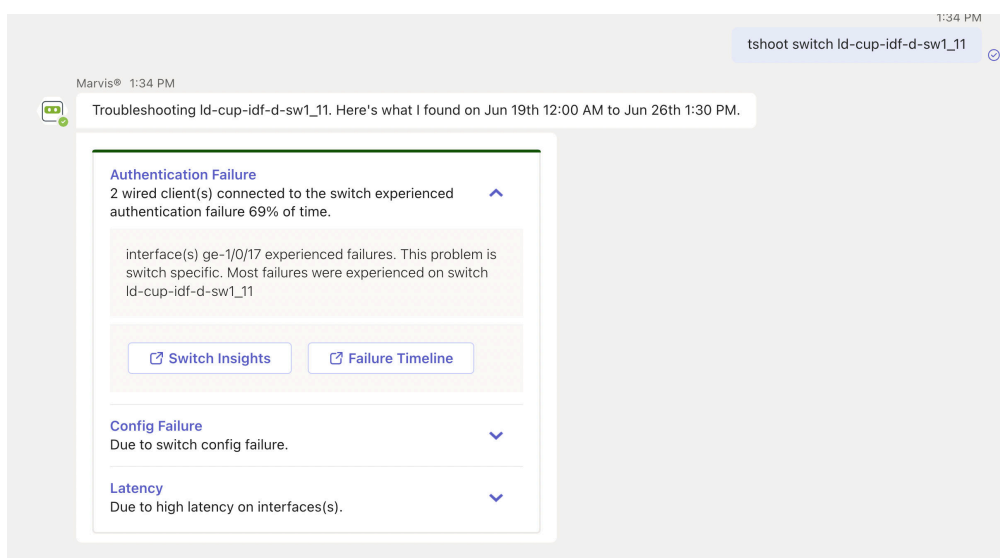 1:34 PM
tshoot switch ld-cup-idf-d-sw1_11
Marvis® 1:34 PM
Troubleshooting ld-cup-idf-d-sw1_11. Here's what I found on Jun 19th 12:00 AM to Jun 26th 1:30 PM.
Authentication Failure
2 wired client(s) connected to the switch experienced
authentication failure 69% of time.
interface(s) ge-1/0/17 experienced failures. This problem is
switch specific. Most failures were experienced on switch
ld-cup-idf-d-sw1_11
Switch Insights
Failure Timeline
Config Failure
Due to switch config failure.
Latency
Due to high latency on interfaces(s).